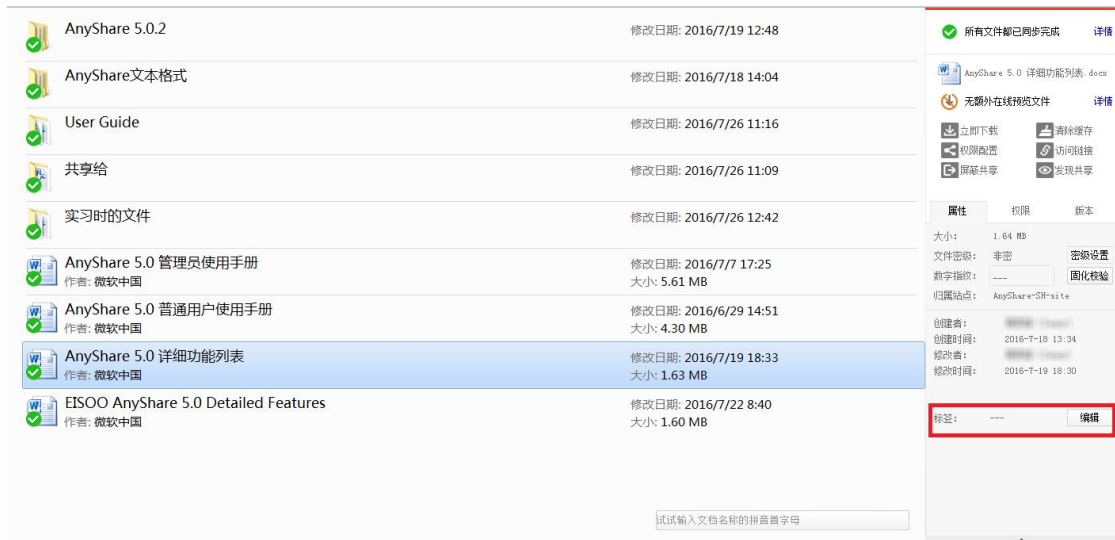 AnyShare 5.0.2
修改日期: 2016/7/19 12:48
AnyShare文本格式
修改日期: 2016/7/18 14:04
User Guide
修改日期: 2016/7/26 11:16
共享给
修改日期: 2016/7/26 11:09
实习时的文件
修改日期: 2016/7/26 12:42
AnyShare 5.0 管理员使用手册
修改日期: 2016/7/7 17:25
作者: 微软中国
大小: 5.61 MB
AnyShare 5.0 普通用户使用手册
修改日期: 2016/6/29 14:51
作者: 微软中国
大小: 4.30 MB
AnyShare 5.0 详细功能列表
修改日期: 2016/7/19 18:33
作者: 微软中国
大小: 1.63 MB
EISOO AnyShare 5.0 Detailed Features
修改日期: 2016/7/22 8:40
作者: 微软中国
大小: 1.60 MB
试试输入文档名称的拼音首字母
所有文件都已同步完成 详情
AnyShare 5.0 详细功能列表.docx
无额外在线预览文件 详情
立即下载 清除缓存
权限配置 访问链接
屏蔽共享 发现共享
属性 权限 版本
大小: 1.64 MB
文件密级: 非密 密级设置
数字指纹: --- 固化校验
归属站点: AnyShare-SH-site
创建者:
创建时间: 2016-7-18 13:34
修改者:
修改时间: 2016-7-19 18:30
标签: --- 编辑